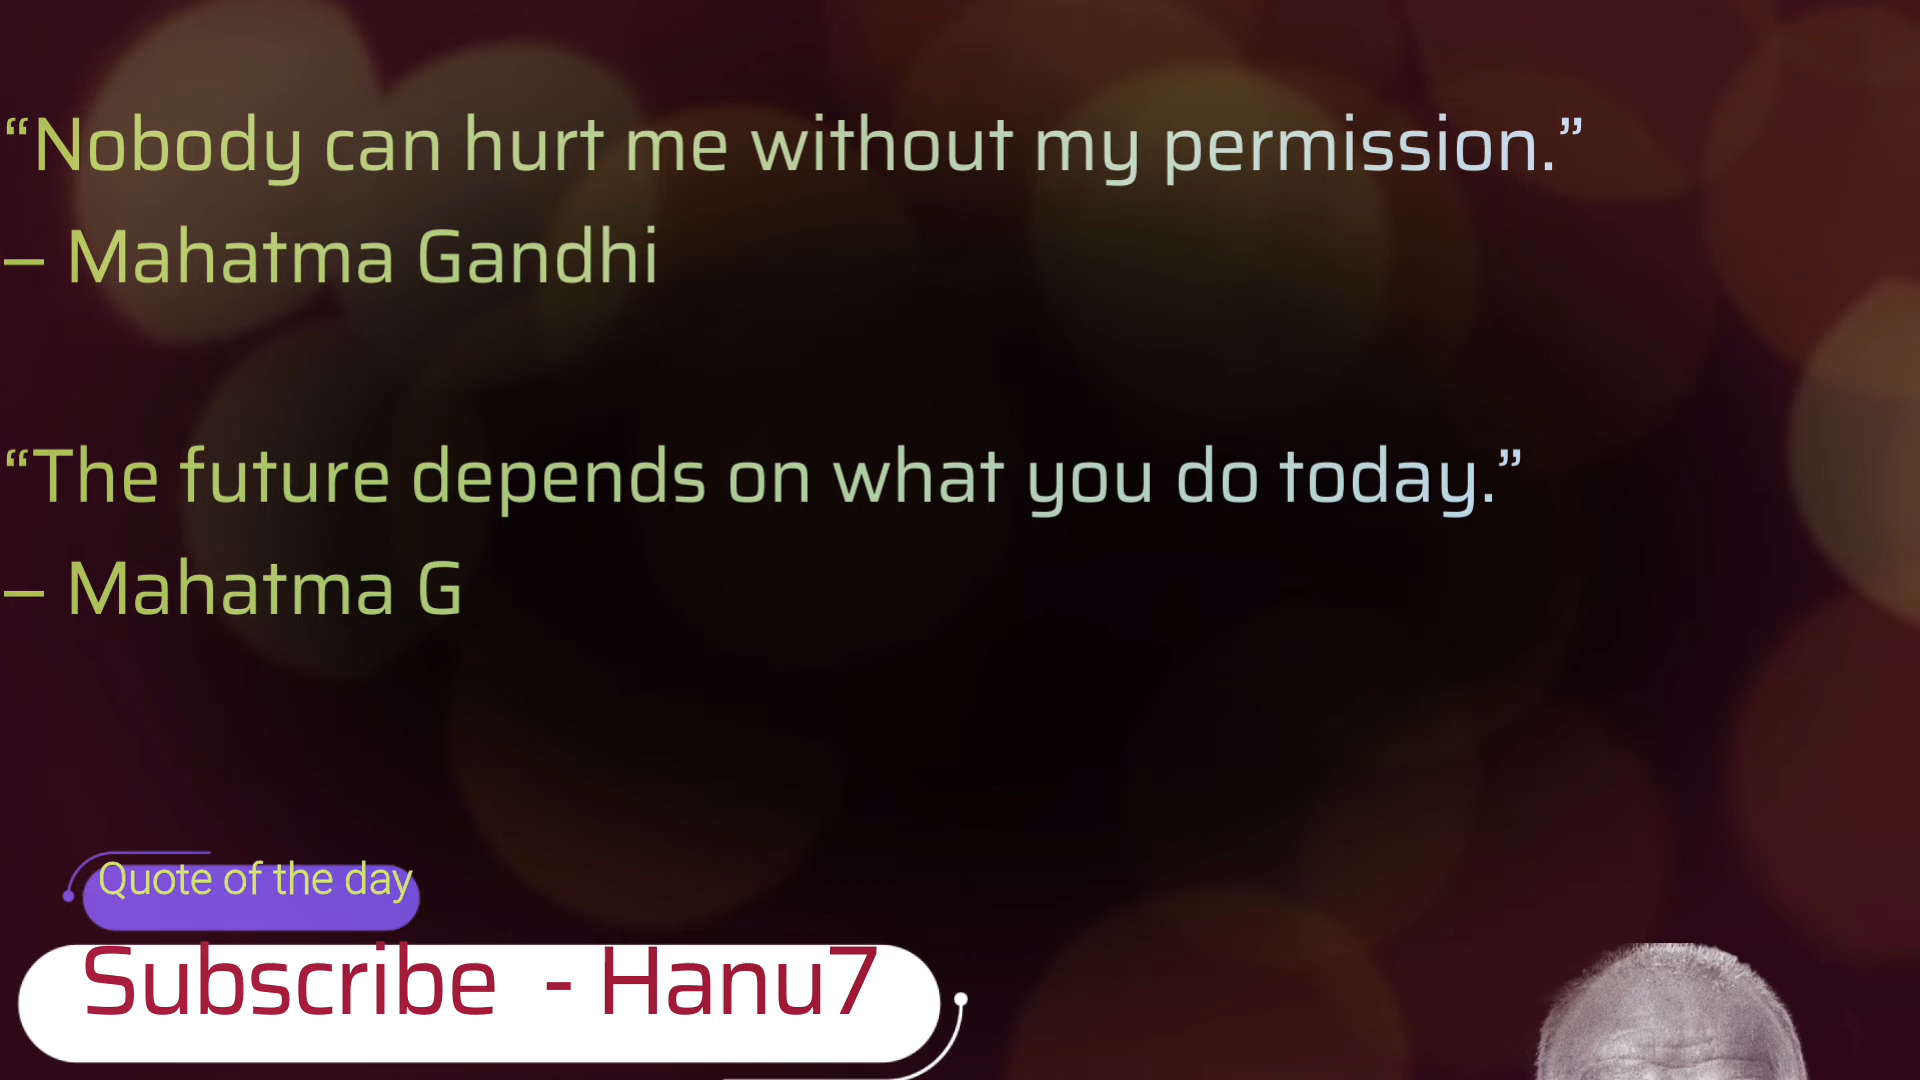 “Nobody can hurt me without my permission.”
– Mahatma Gandhi
“The future depends on what you do today.”
– Mahatma G
Quote of the day
Subscribe - Hanu7